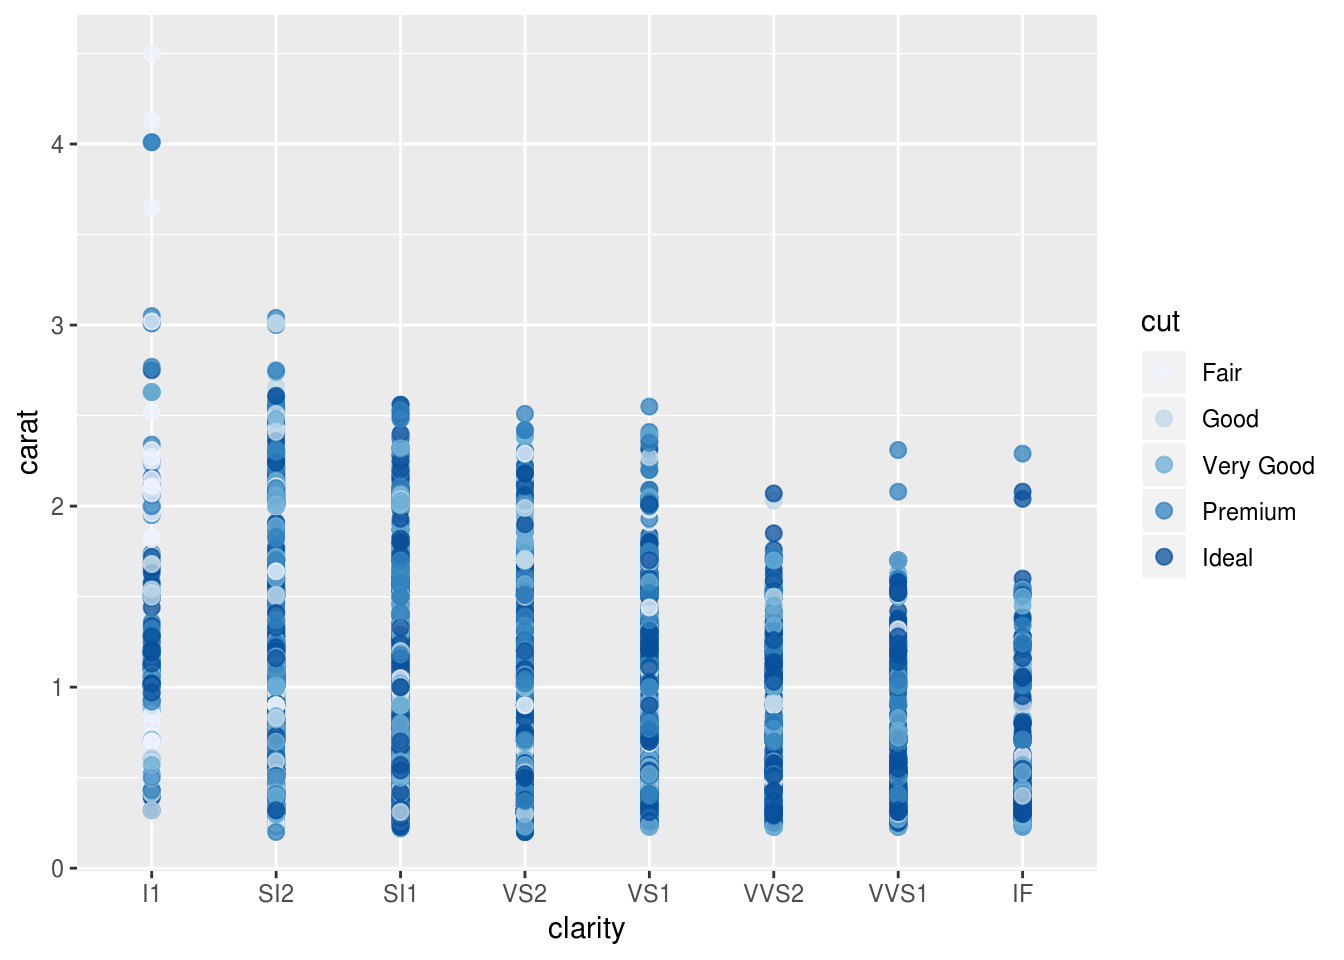 4
3
2
1
0
carat
I1 SI2 SI1 VS2 VS1 VVS2 VVS1 IF
clarity
cut
Fair
Good
Very Good
Premium
Ideal